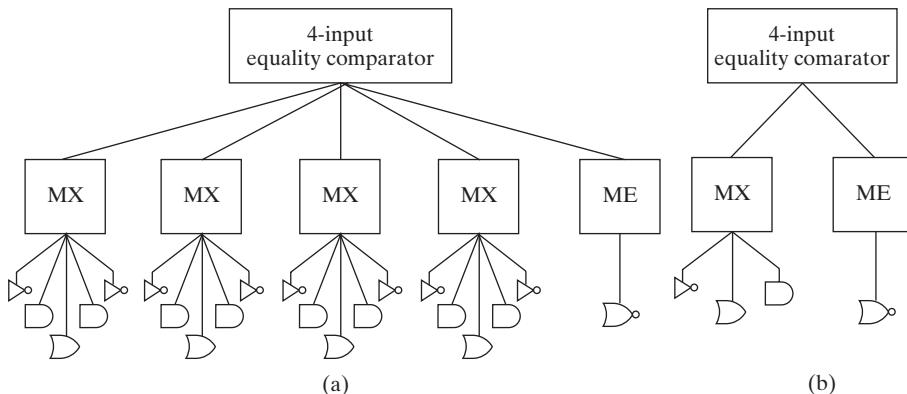 4-input
equality comparator
4-input
equality comarator
MX
MX
MX
MX
ME
MX
ME
(a)
(b)